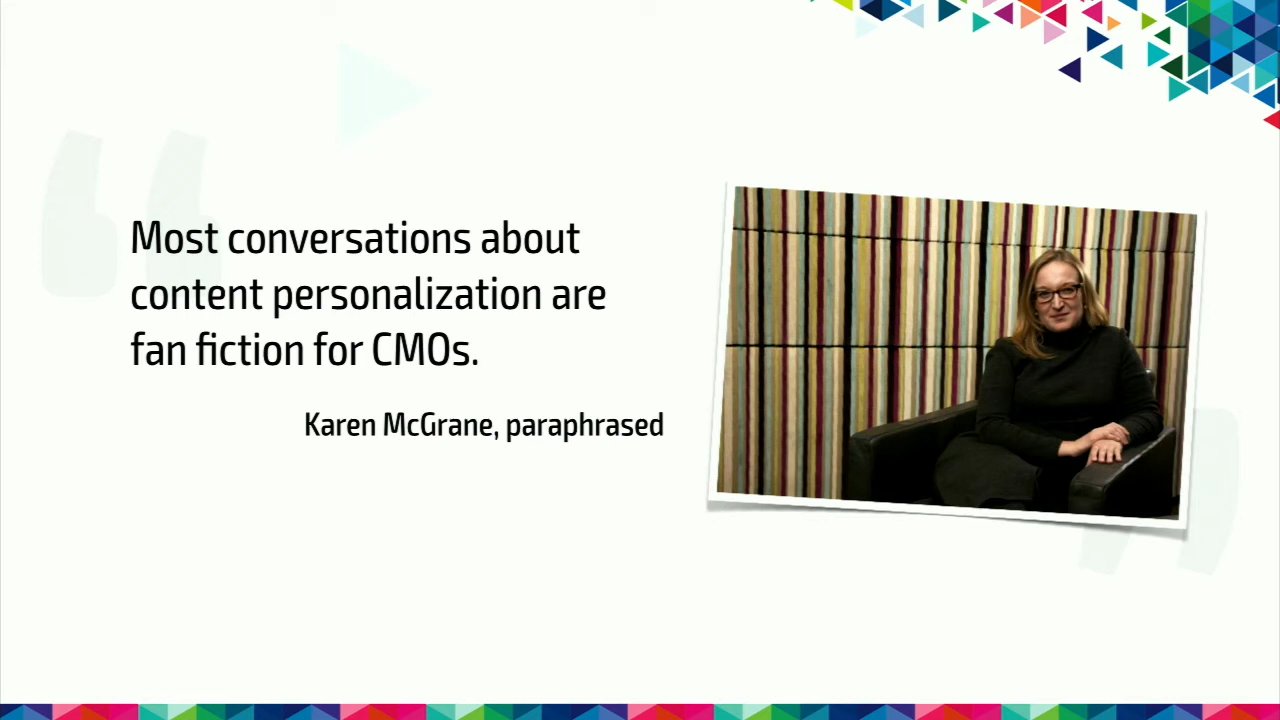 Most conversations about
content personalization are
fan fiction for CMOs.
Karen McGrane, paraphrased